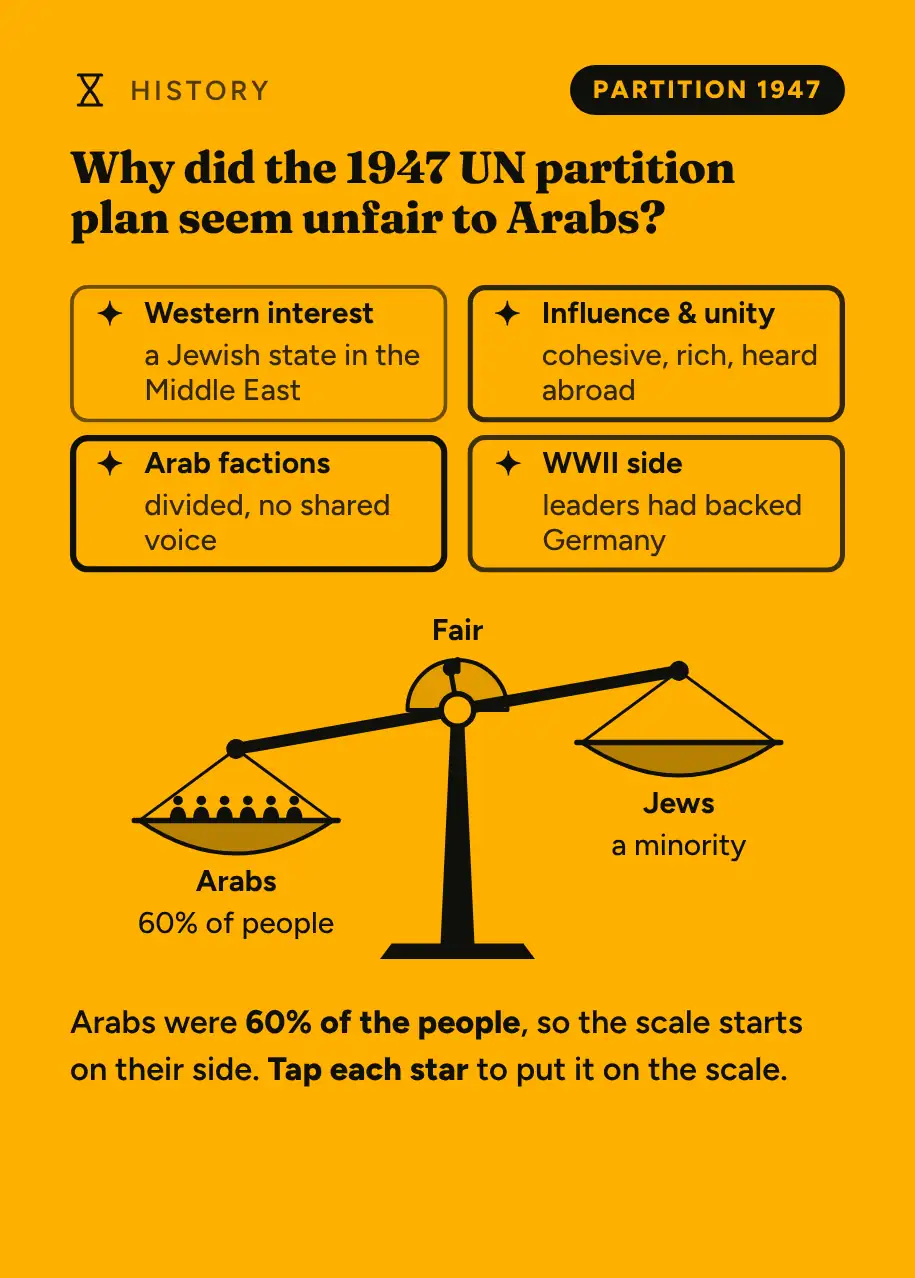 HISTORY
PARTITION 1947
Why did the 1947 UN partition
plan seem unfair to Arabs?
Western interest
a Jewish state in the
Middle East
Influence & unity
cohesive, rich, heard
abroad
Arab factions
divided, no shared
voice
WWII side
leaders had backed
Germany
Fair
Jews
a minority
Arabs
60% of people
Arabs were 60% of the people, so the scale starts
on their side. Tap each star to put it on the scale.